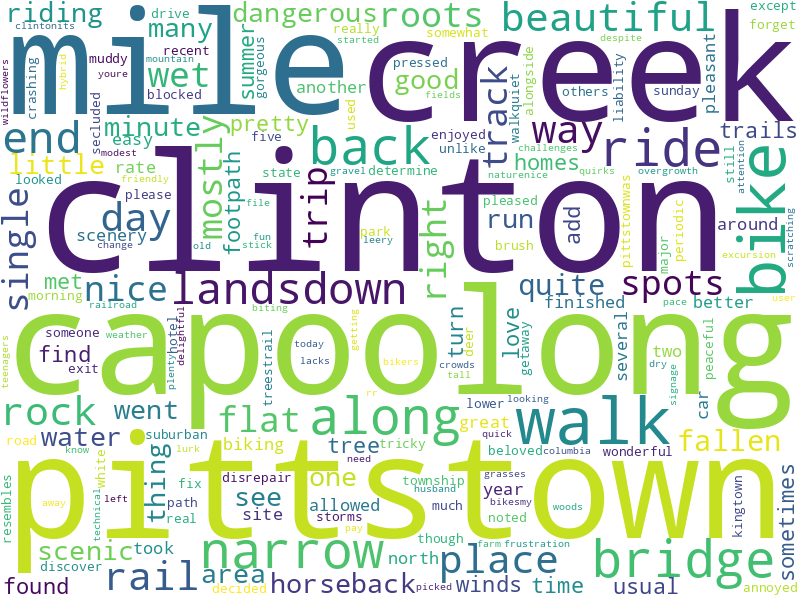 clintonits drive riding many recent muddy youre mountain
dangerous roots really somewhat started pressed
beautiful except forget
mile creek
wildflowers crashing hybrid wet blocked secluded summer gorgeous another good fields used
walkquiet alongside others liability sunday pleasant
end minute pretty five back enjoyed unlike track way trails
little easy modest rate looked mostly footpath homes ride still attention
clinton
friendly please state file gravel determine challenges naturenice overgrowth
single day scenery change trip fun old stick park leery pleased quirks brush run add pittstownwas periodic around bike scratching
met nice morning railroad landsdown right quite spots major excursion
biting finished better user pace
capoolong
someone weather hotel delightful plenty today lacks getting bikers turn love getaway several two peaceful dry
find exit teenagers treestrail rr crowds tall deer looking car signage
rock went flat along lower quick walk great
water road suburban biking tree tricky beloved columbia wonderful fallen
pittstown
know white thing fix disrepair one need husband grasses township bikesmy woods
resembles away technical left path see allowed year noted kingtown sometimes
lurk real site storms much though pay farm frustration
scenic took narrow north place bridge
discover decided area
found rail horseback picked winds time usual annoyed